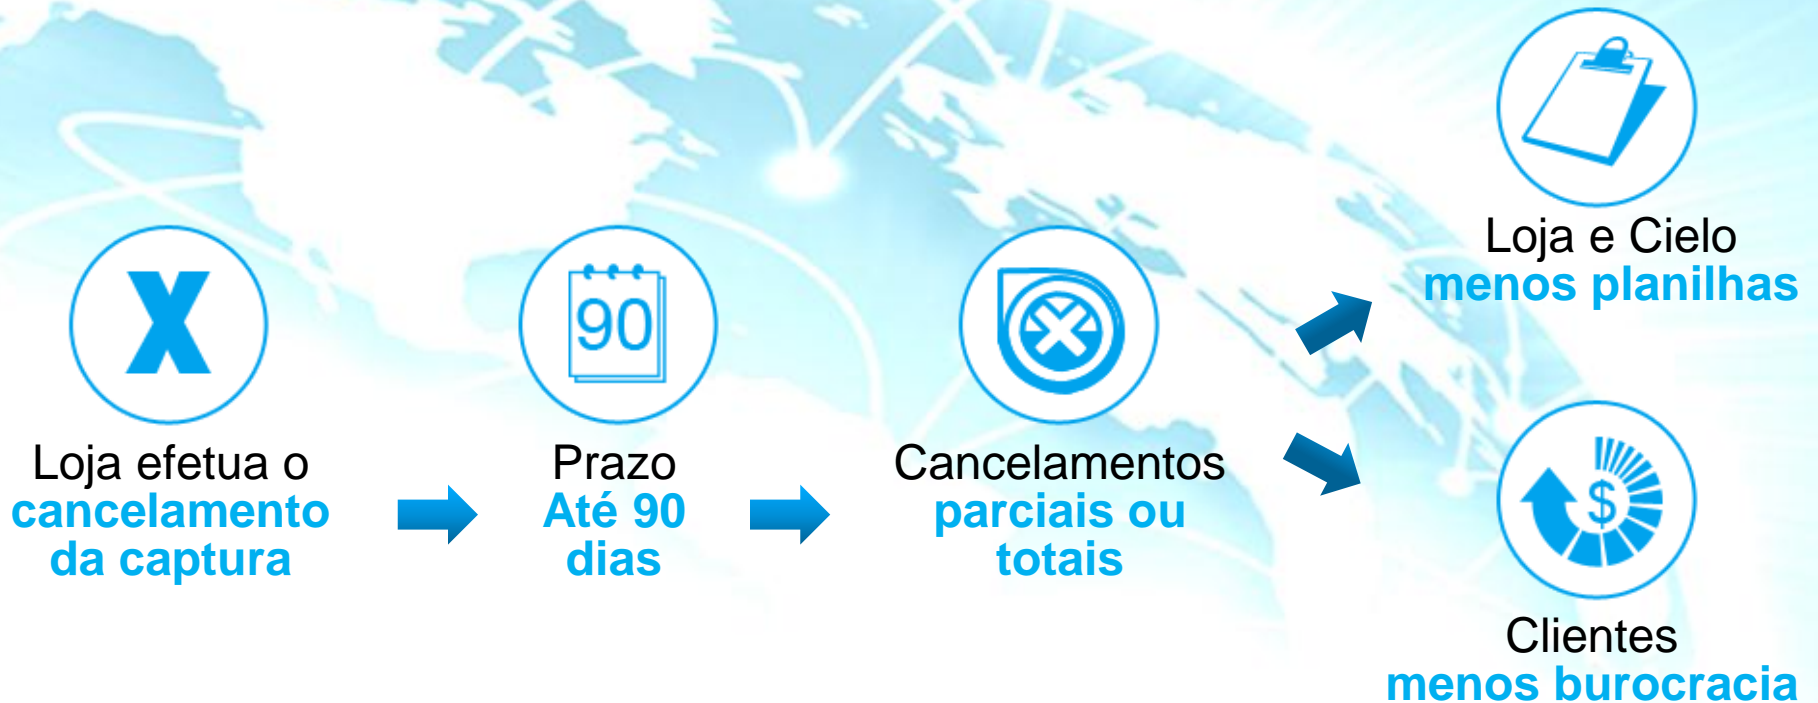 Loja efetua o
cancelamento
da captura
90
Prazo
Até 90
dias
Cancelamentos
parciais ou
totais
Loja e Cielo
menos planilhas
$
Clientes
menos burocracia